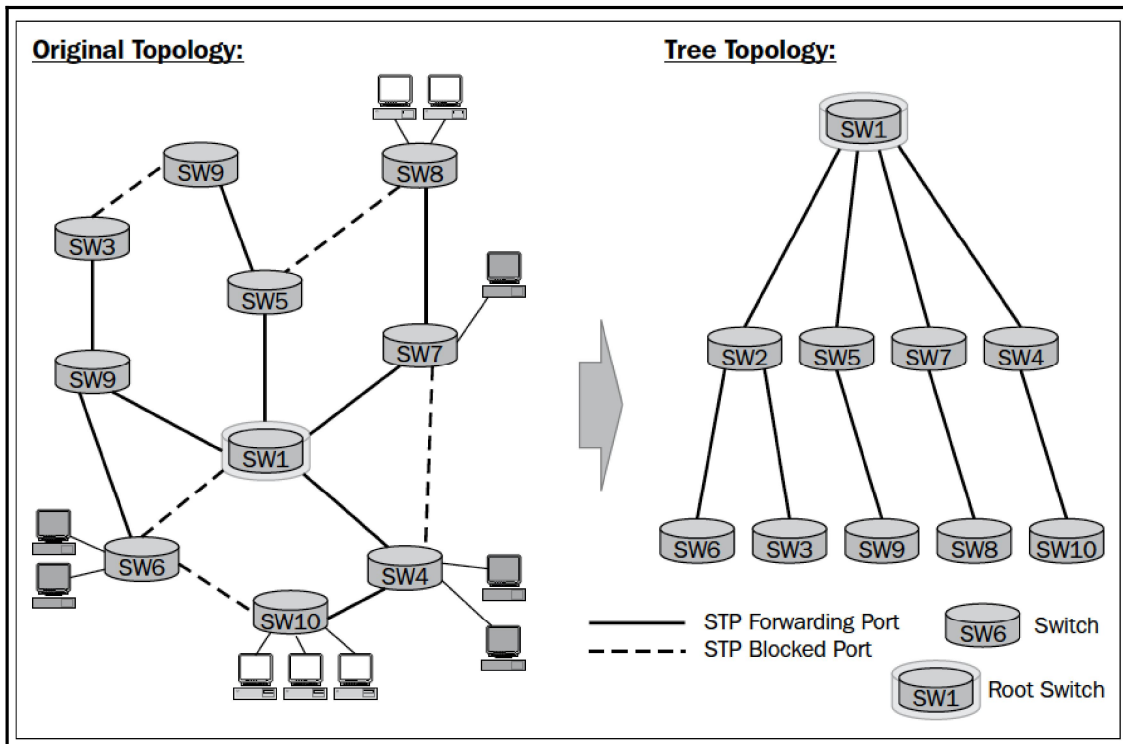 Original Topology:
SW9
SW8
SW3
SW5
SW7
SW9
SW1
SW6
SW4
SW10
Tree Topology:
SW1
SW2 SW5 SW7 SW4
SW6 SW3 SW9 SW8 SW10
STP Forwarding Port
STP Blocked Port
SW6 Switch
SW1 Root Switch